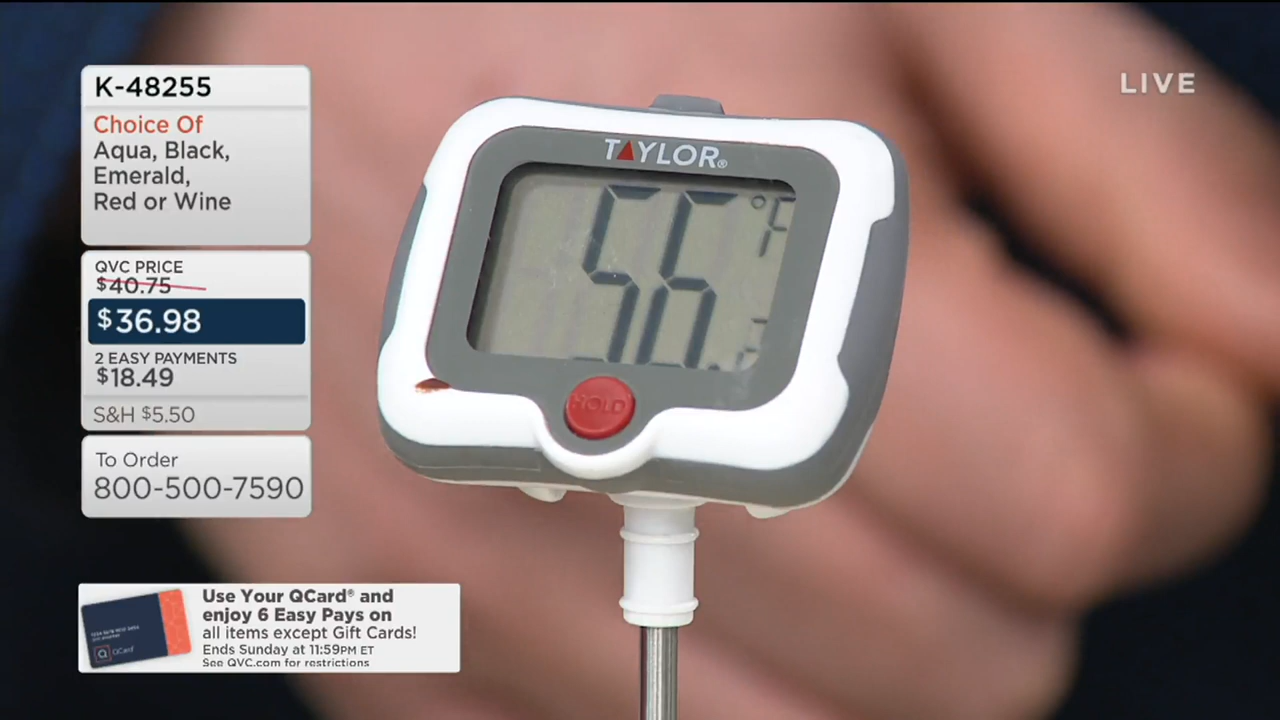 K-48255
Choice Of
Aqua, Black,
Emerald,
Red or Wine
QVC PRICE
$40.75
$36.98
2 EASY PAYMENTS
$18.49
S&H $5.50
To Order
800-500-7590
Use Your QCard® and
enjoy 6 Easy Pays on
all items except Gift Cards!
Ends Sunday at 11:59PM ET
See QVC.com for restrictions
QCard
LIVE
TAYLOR®
56°F
HOLD